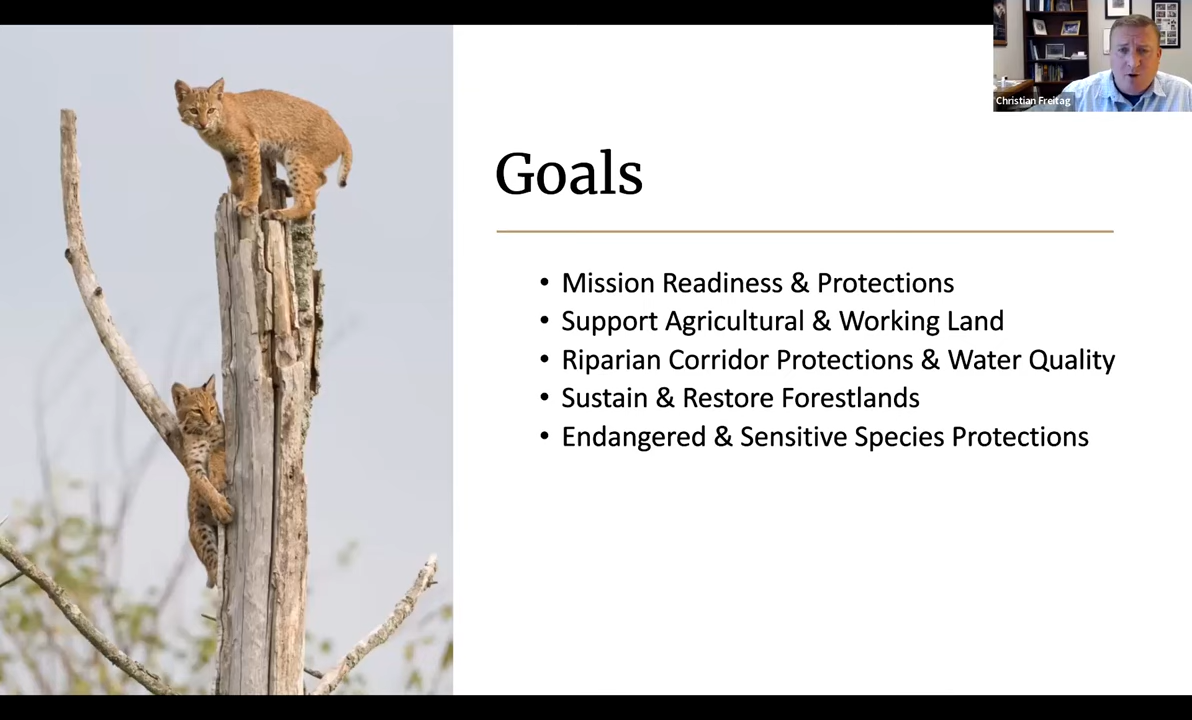 Christian Freitag
Goals
• Mission Readiness & Protections
• Support Agricultural & Working Land
• Riparian Corridor Protections & Water Quality
• Sustain & Restore Forestlands
• Endangered & Sensitive Species Protections